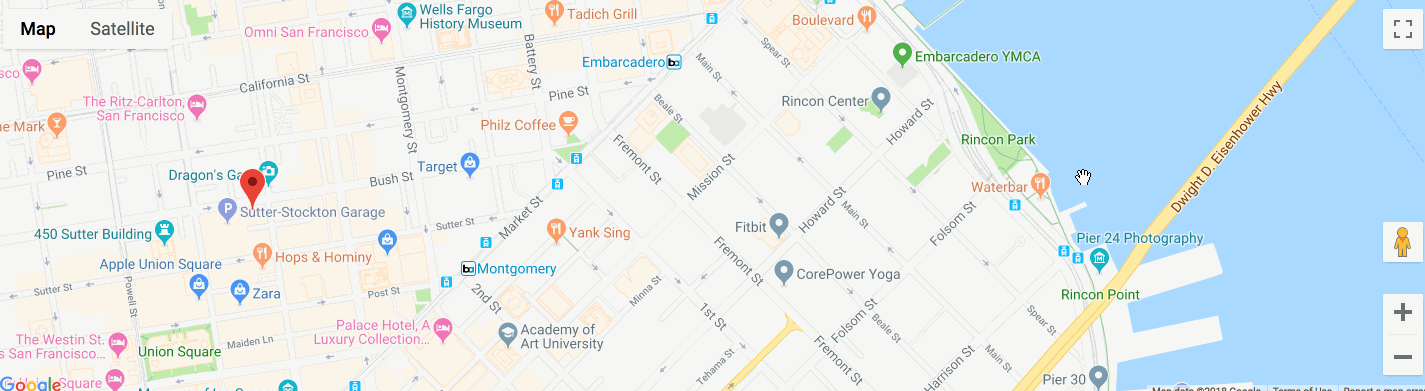 Map
Satellite
Omni San Francisco
Wells Fargo
History Museum
Tadich Grill
Boulevard
Spear St
Embarcadero
Embarcadero YMCA
Main St
California St
Battery St
Montgomery St
Pine St
Beale St
Rincon Center
Howard St
The Ritz-Carlton,
San Francisco
Philz Coffee
Fremont St
Mission St
Rincon Park
Dwight D. Eisenhower Hwy
Pine St
Target
Bush St
Waterbar
Sutter-Stockton Garage
Howard St
Main St
Folsom St
450 Sutter Building
Sutter St
Market St
Yank Sing
Fitbit
Pier 24 Photography
Hops & Hominy
Apple Union Square
Montgomery
Fremont St
CorePower Yoga
Sutter St
Powell St
Zara
Post St
2nd St
Minna St
1st St
Rincon Point
Folsom St
Beale St
Spear St
Palace Hotel, A
Luxury Collection...
Academy of
Art University
The Westin St.
San Francisco...
Union Square
Maiden Ln
Fremont St
Tehama St
Harrison St
Pier 30
Google
Square